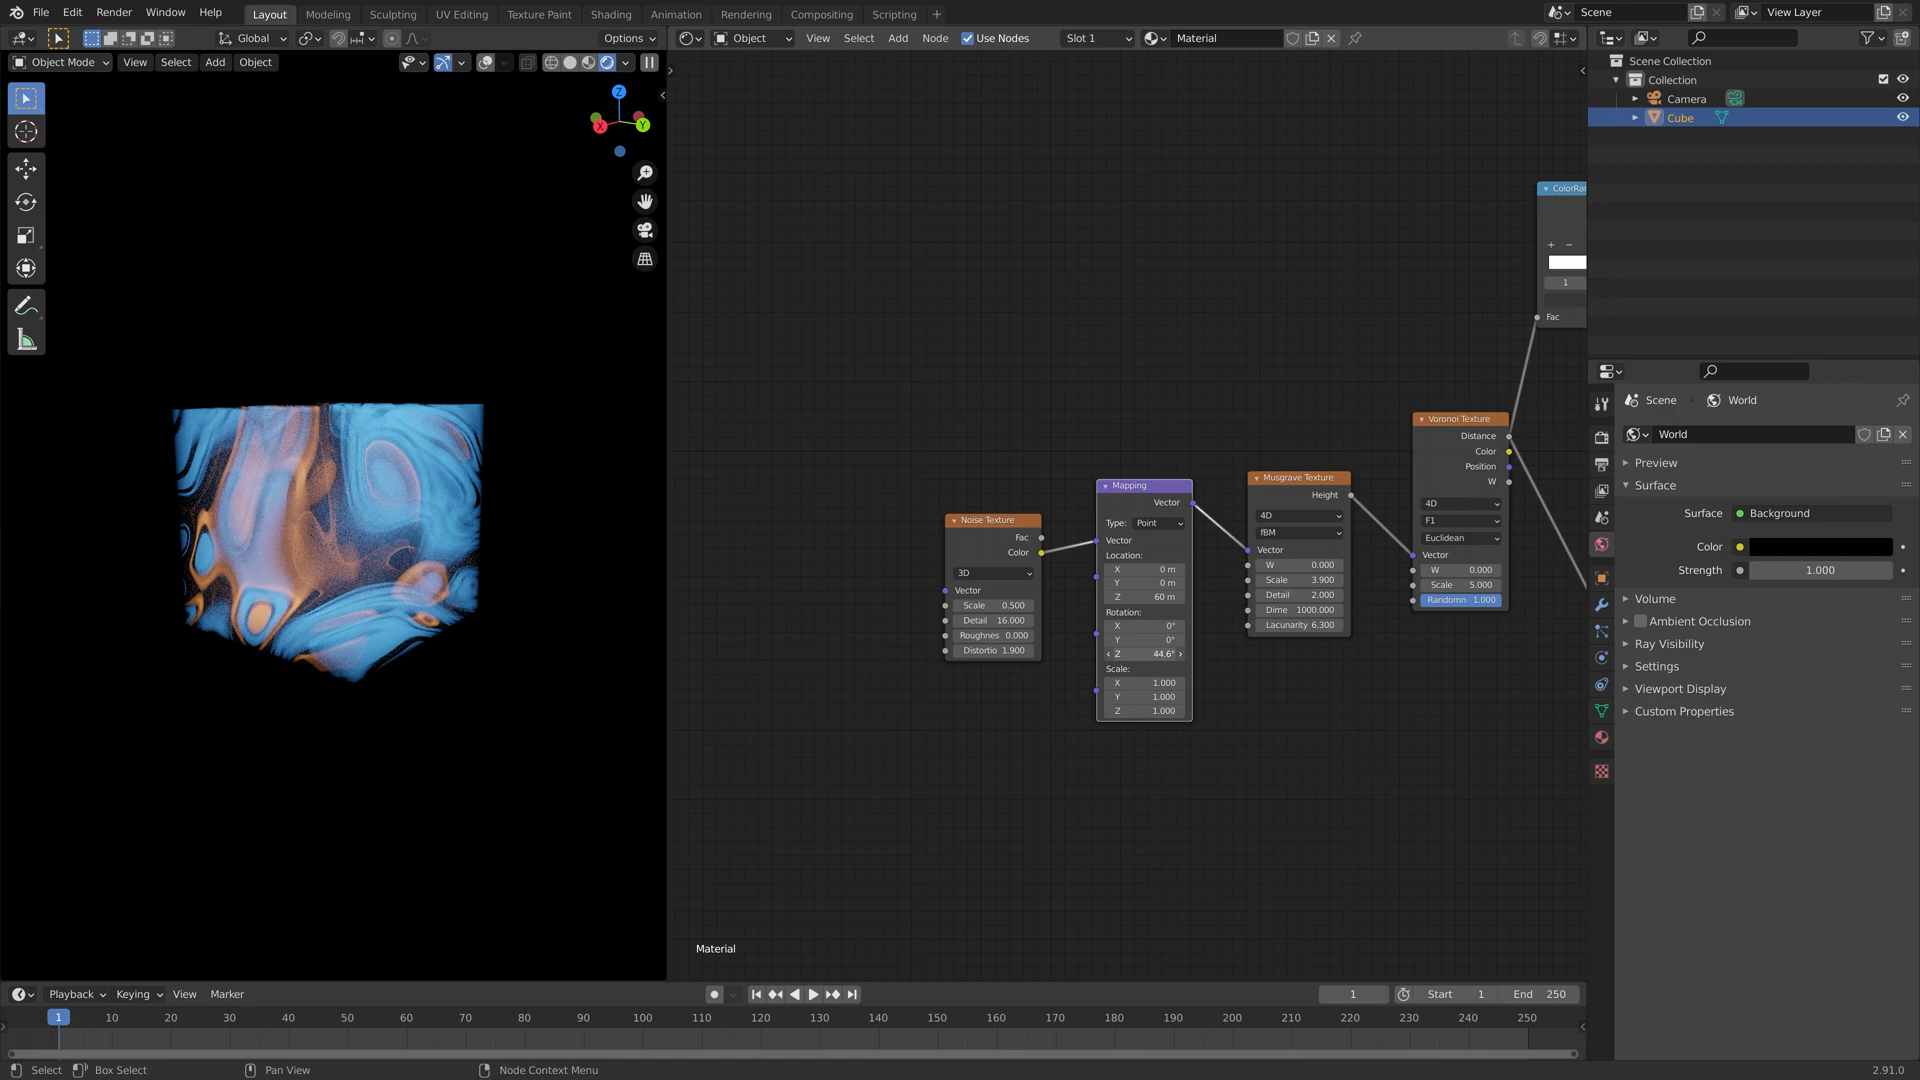 File Edit Render Window Help Layout Modeling Sculpting UV Editing Texture Paint Shading Animation Rendering Compositing Scripting + Scene View Layer
Global Options Object View Select Add Node Use Nodes Slot 1 Material
Object Mode View Select Add Object
Scene Collection
Collection
Camera
Cube
Z
X
Y
ColorRa
+ −
1
Fac
Noise Texture
Fac
Color
3D
Vector
Scale 0.500
Detail 16.000
Roughnes 0.000
Distortio 1.900
Mapping
Vector
Type: Point
Vector
Location:
X 0 m
Y 0 m
Z 60 m
Rotation:
X 0°
Y 0°
Z 44.6°
Scale:
X 1.000
Y 1.000
Z 1.000
Musgrave Texture
Height
4D
fBM
Vector
W 0.000
Scale 3.900
Detail 2.000
Dime 1000.000
Lacunarity 6.300
Voronoi Texture
Distance
Color
Position
W
4D
F1
Euclidean
Vector
W 0.000
Scale 5.000
Randomn 1.000
Material
Scene World
World
Preview
Surface
Surface Background
Color
Strength 1.000
Volume
Ambient Occlusion
Ray Visibility
Settings
Viewport Display
Custom Properties
Playback Keying View Marker 1 Start 1 End 250
1 10 20 30 40 50 60 70 80 90 100 110 120 130 140 150 160 170 180 190 200 210 220 230 240 250
Select Box Select Pan View Node Context Menu 2.91.0